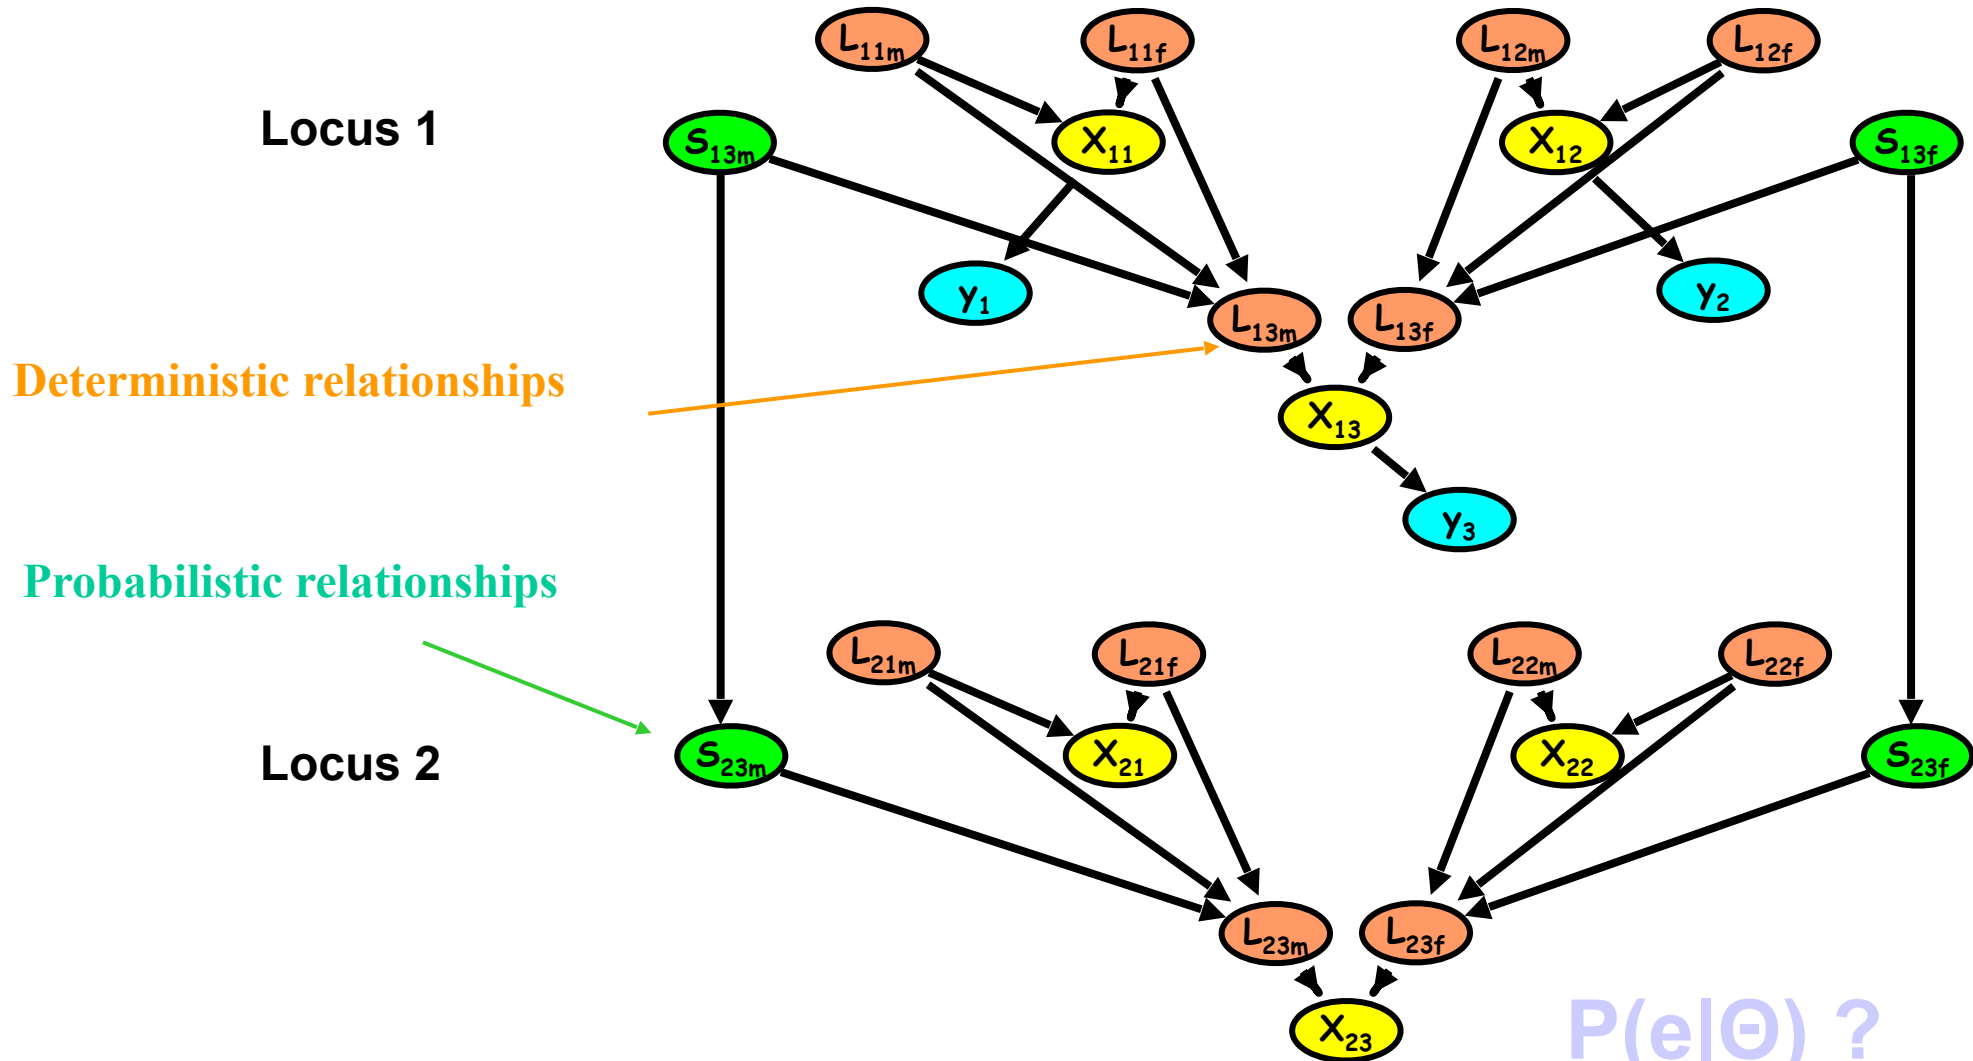 L11m L11f L12m L12f
Locus 1
S13m X11 X12 S13f
y1 y2
L13m L13f
Deterministic relationships
X13
y3
Probabilistic relationships
L21m L21f L22m L22f
Locus 2
S23m X21 X22 S23f
L23m L23f
X23
P(e|Θ) ?